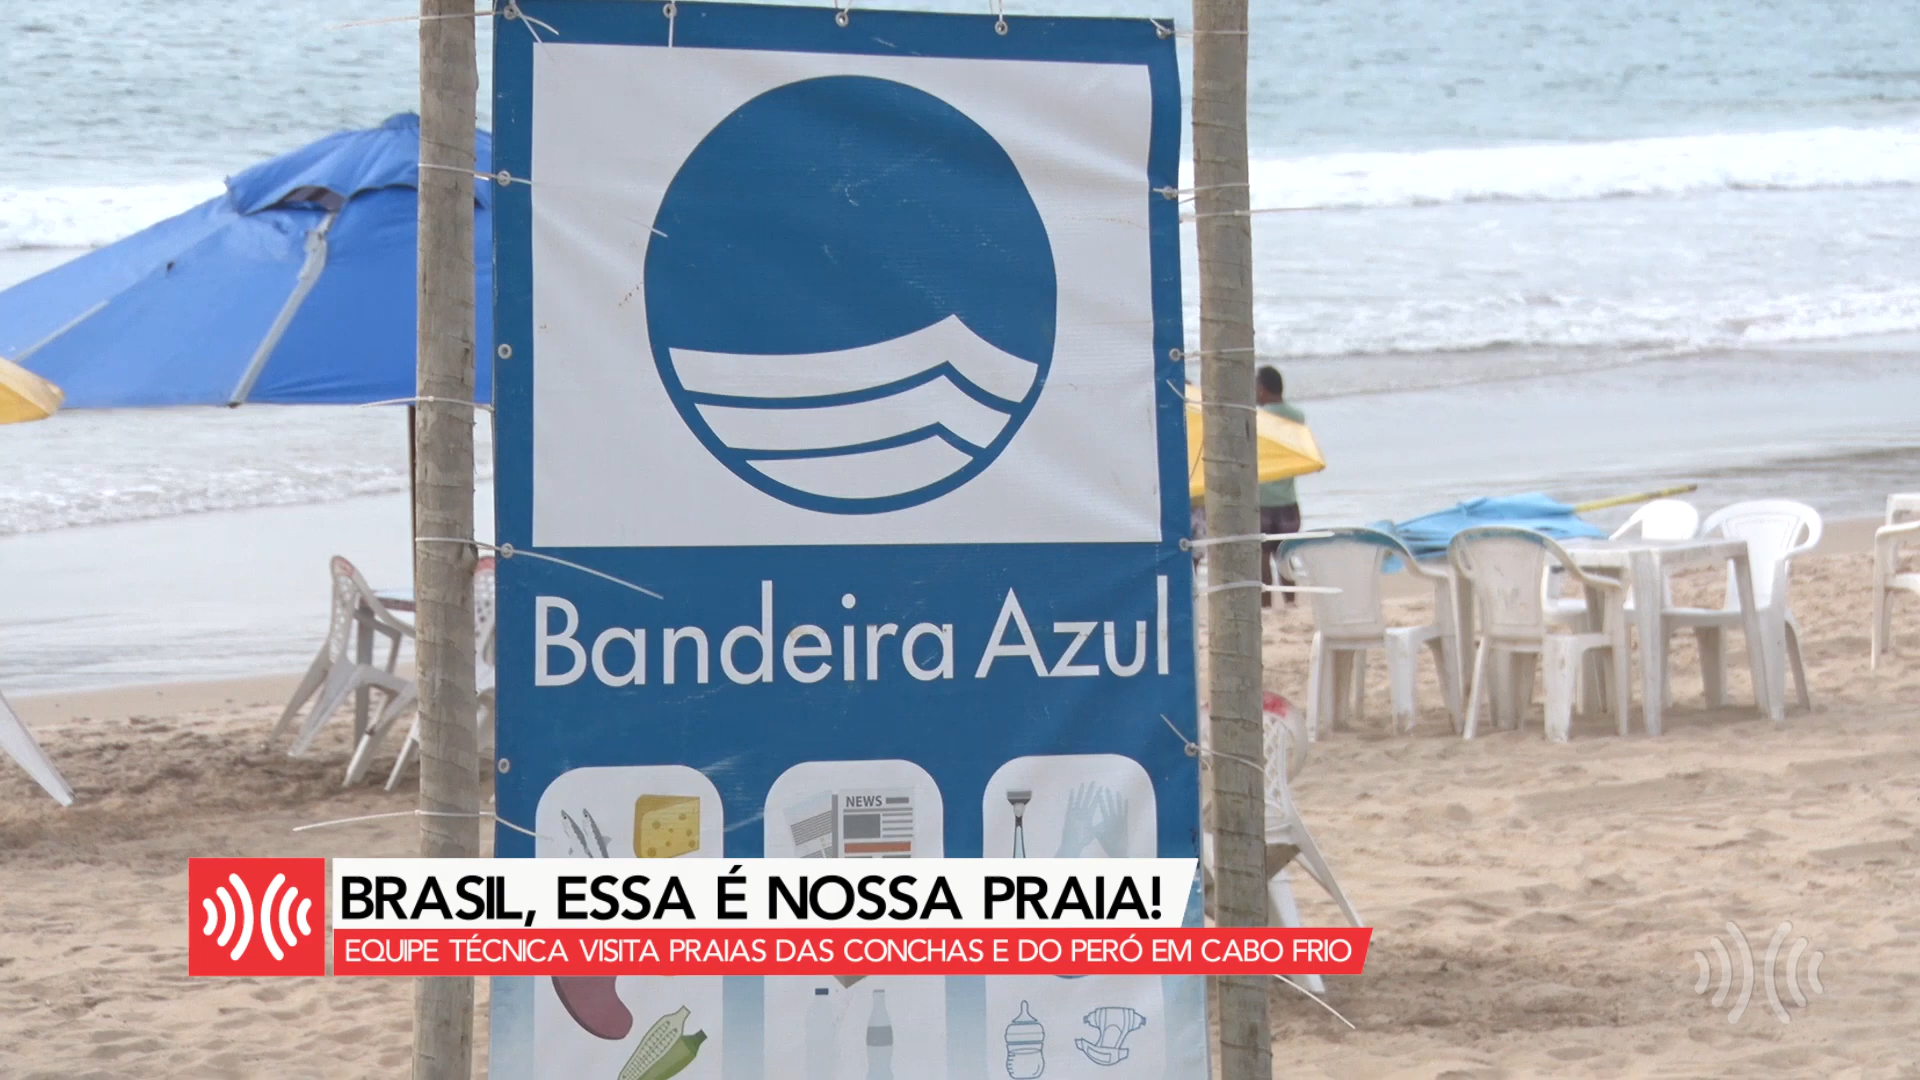 Bandeira Azul
NEWS
BRASIL, ESSA É NOSSA PRAIA!
EQUIPE TÉCNICA VISITA PRAIAS DAS CONCHAS E DO PERÓ EM CABO FRIO